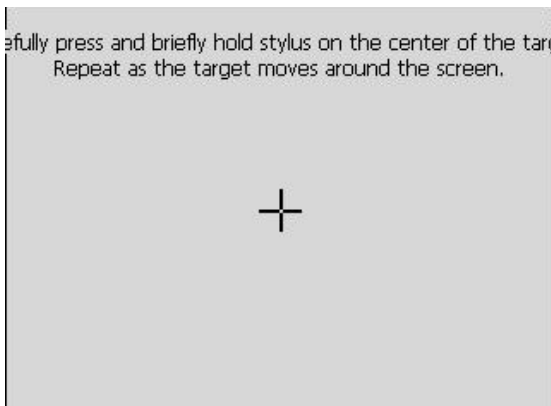 efully press and briefly hold stylus on the center of the tar
Repeat as the target moves around the screen.